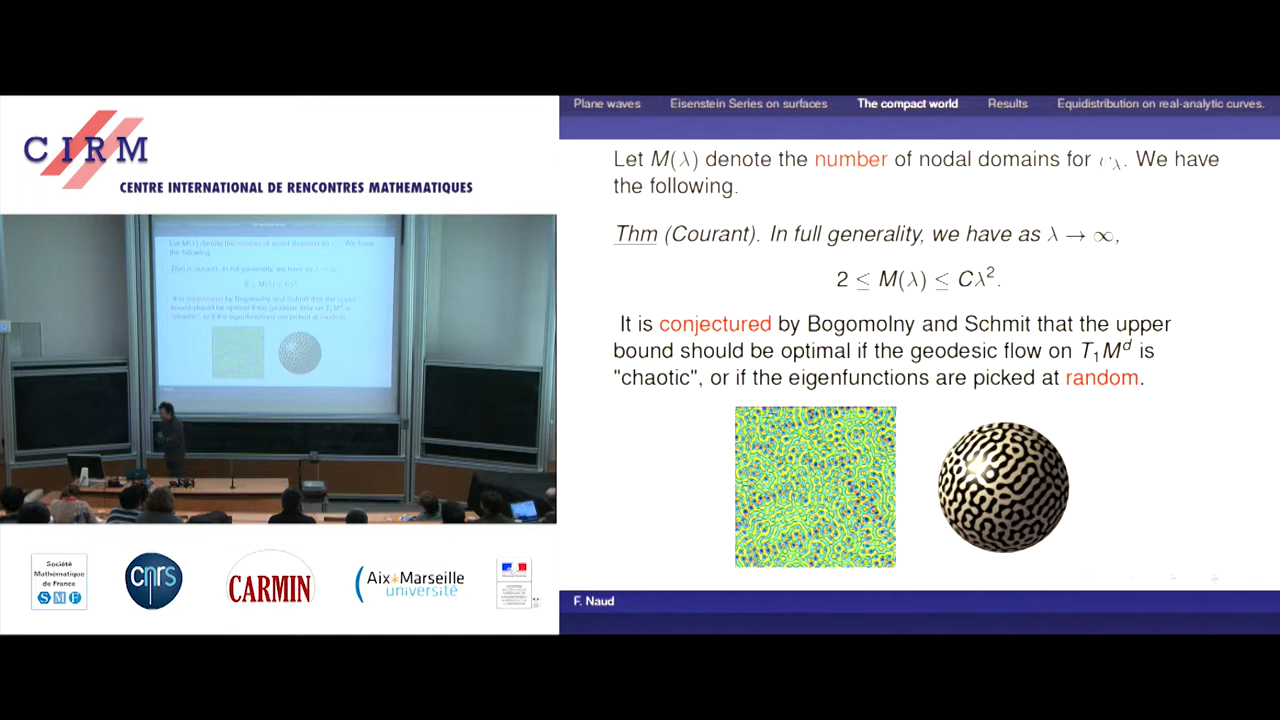 CIRM
CENTRE INTERNATIONAL DE RENCONTRES MATHEMATIQUES
Plane waves Eisenstein Series on surfaces The compact world Results Equidistribution on real-analytic curves.
Let M(λ) denote the number of nodal domains for λ. We have
the following.
Thm (Courant). In full generality, we have as λ → ∞,
2 ≤ M(λ) ≤ Cλ².
It is conjectured by Bogomolny and Schmit that the upper
bound should be optimal if the geodesic flow on T₁Mᵈ is
"chaotic", or if the eigenfunctions are picked at random.
F. Naud
Société
Mathématique
de France
SMF
cnrs
CARMIN
Aix*Marseille
université